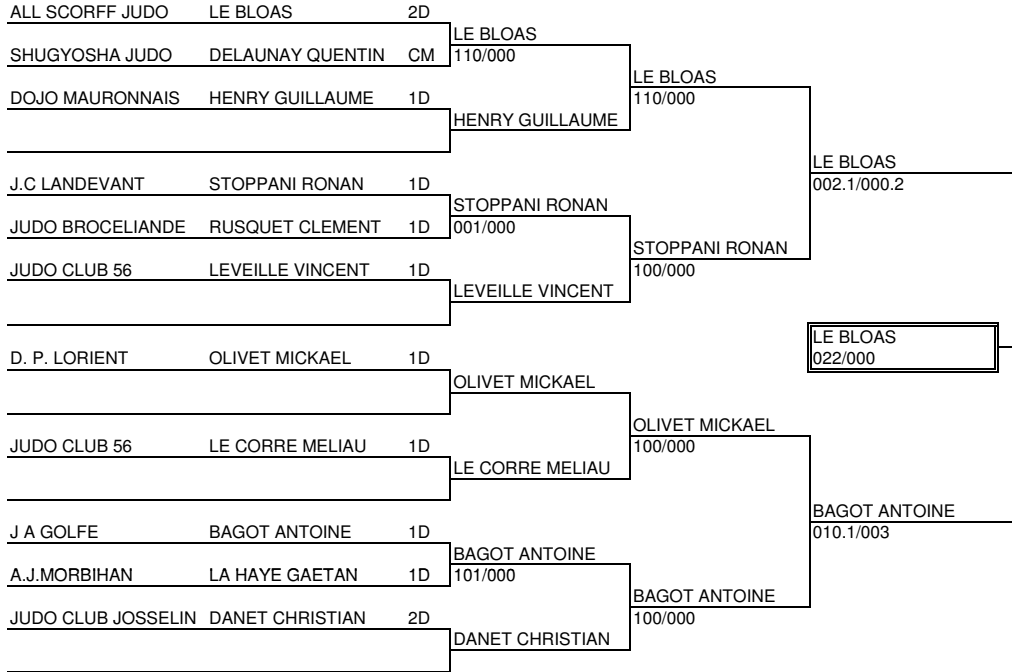 ALL SCORFF JUDO LE BLOAS 2D
LE BLOAS
SHUGYOSHA JUDO DELAUNAY QUENTIN CM 110/000
LE BLOAS
DOJO MAURONNAIS HENRY GUILLAUME 1D 110/000
HENRY GUILLAUME
LE BLOAS
J.C LANDEVANT STOPPANI RONAN 1D 002.1/000.2
STOPPANI RONAN
JUDO BROCELIANDE RUSQUET CLEMENT 1D 001/000
STOPPANI RONAN
JUDO CLUB 56 LEVEILLE VINCENT 1D 100/000
LEVEILLE VINCENT
LE BLOAS
D. P. LORIENT OLIVET MICKAEL 1D 022/000
OLIVET MICKAEL
OLIVET MICKAEL
JUDO CLUB 56 LE CORRE MELIAU 1D 100/000
LE CORRE MELIAU
BAGOT ANTOINE
J A GOLFE BAGOT ANTOINE 1D 010.1/003
BAGOT ANTOINE
A.J.MORBIHAN LA HAYE GAETAN 1D 101/000
BAGOT ANTOINE
JUDO CLUB JOSSELIN DANET CHRISTIAN 2D 100/000
DANET CHRISTIAN